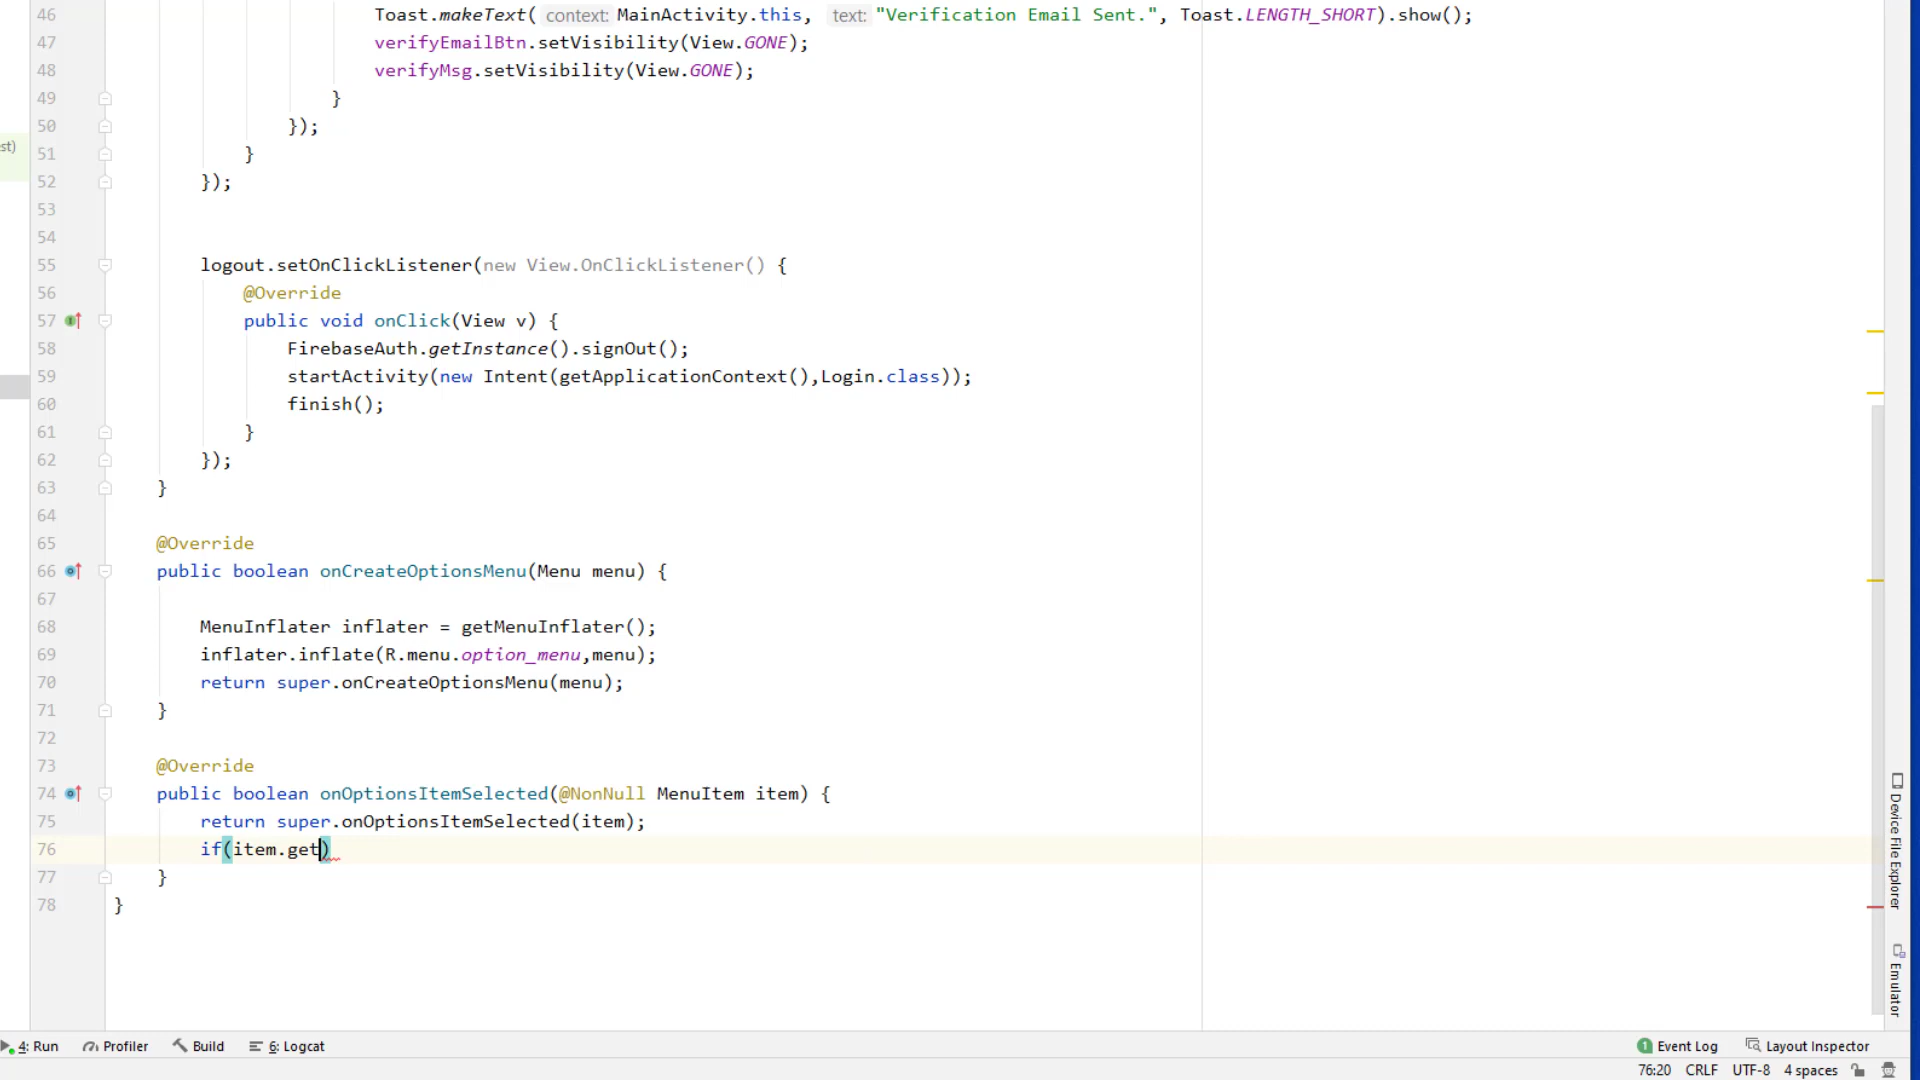 46 Toast.makeText( context: MainActivity.this, text: "Verification Email Sent.", Toast.LENGTH_SHORT).show();
47 verifyEmailBtn.setVisibility(View.GONE);
48 verifyMsg.setVisibility(View.GONE);
49 }
50 });
st) 51 }
52 });
53
54
55 logout.setOnClickListener(new View.OnClickListener() {
56 @Override
57 public void onClick(View v) {
58 FirebaseAuth.getInstance().signOut();
59 startActivity(new Intent(getApplicationContext(),Login.class));
60 finish();
61 }
62 });
63 }
64
65 @Override
66 public boolean onCreateOptionsMenu(Menu menu) {
67
68 MenuInflater inflater = getMenuInflater();
69 inflater.inflate(R.menu.option_menu,menu);
70 return super.onCreateOptionsMenu(menu);
71 }
72
73 @Override
74 public boolean onOptionsItemSelected(@NonNull MenuItem item) {
75 return super.onOptionsItemSelected(item);
76 if(item.get)
77 }
78 }
Device File Explorer
Emulator
4: Run Profiler Build 6: Logcat 1 Event Log Layout Inspector
76:20 CRLF UTF-8 4 spaces